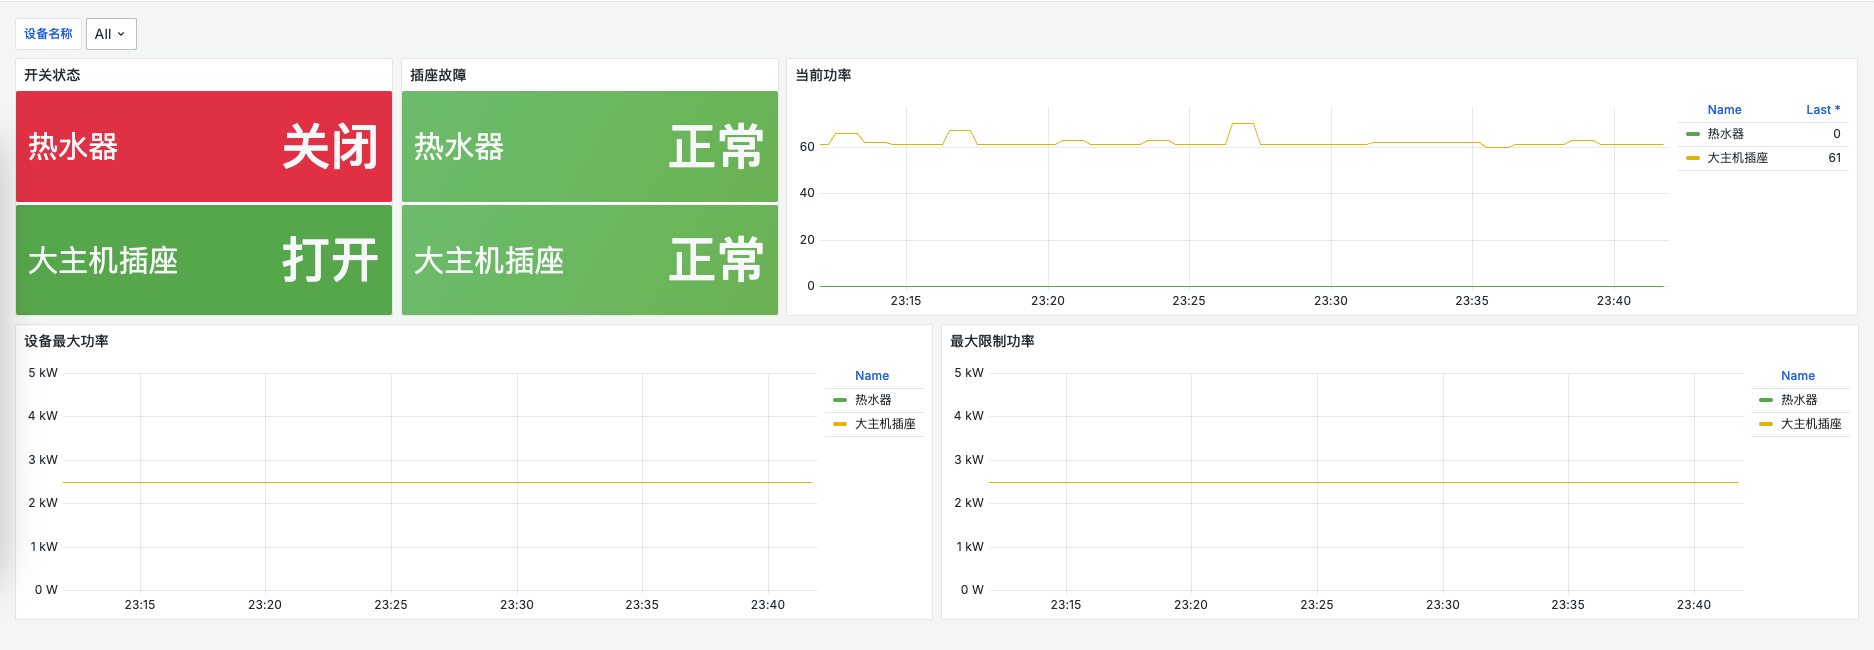 设备名称 All
开关状态
热水器 关闭
大主机插座 打开
插座故障
热水器 正常
大主机插座 正常
当前功率
60
40
20
0
23:15 23:20 23:25 23:30 23:35 23:40
Name Last *
热水器 0
大主机插座 61
设备最大功率
5 kW
4 kW
3 kW
2 kW
1 kW
0 W
23:15 23:20 23:25 23:30 23:35 23:40
Name
热水器
大主机插座
最大限制功率
5 kW
4 kW
3 kW
2 kW
1 kW
0 W
23:15 23:20 23:25 23:30 23:35 23:40
Name
热水器
大主机插座